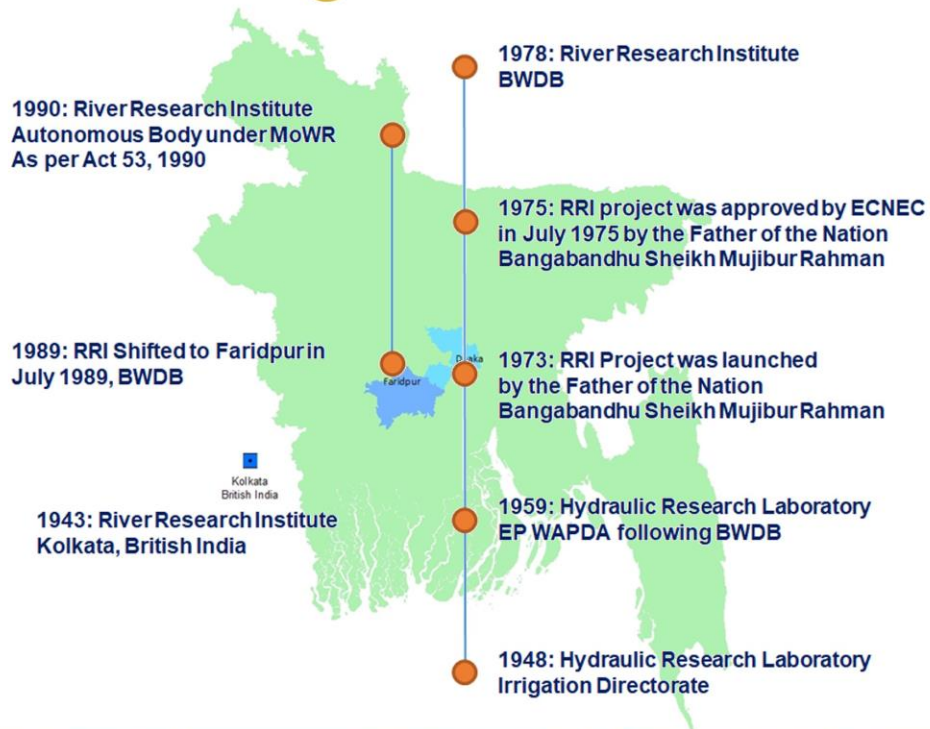 1978: River Research Institute
BWDB
1990: River Research Institute
Autonomous Body under MoWR
As per Act 53, 1990
1975: RRI project was approved by ECNEC
in July 1975 by the Father of the Nation
Bangabandhu Sheikh Mujibur Rahman
1989: RRI Shifted to Faridpur in
July 1989, BWDB
Dhaka
Faridpur
1973: RRI Project was launched
by the Father of the Nation
Bangabandhu Sheikh Mujibur Rahman
Kolkata
British India
1943: River Research Institute
Kolkata, British India
1959: Hydraulic Research Laboratory
EP WAPDA following BWDB
1948: Hydraulic Research Laboratory
Irrigation Directorate